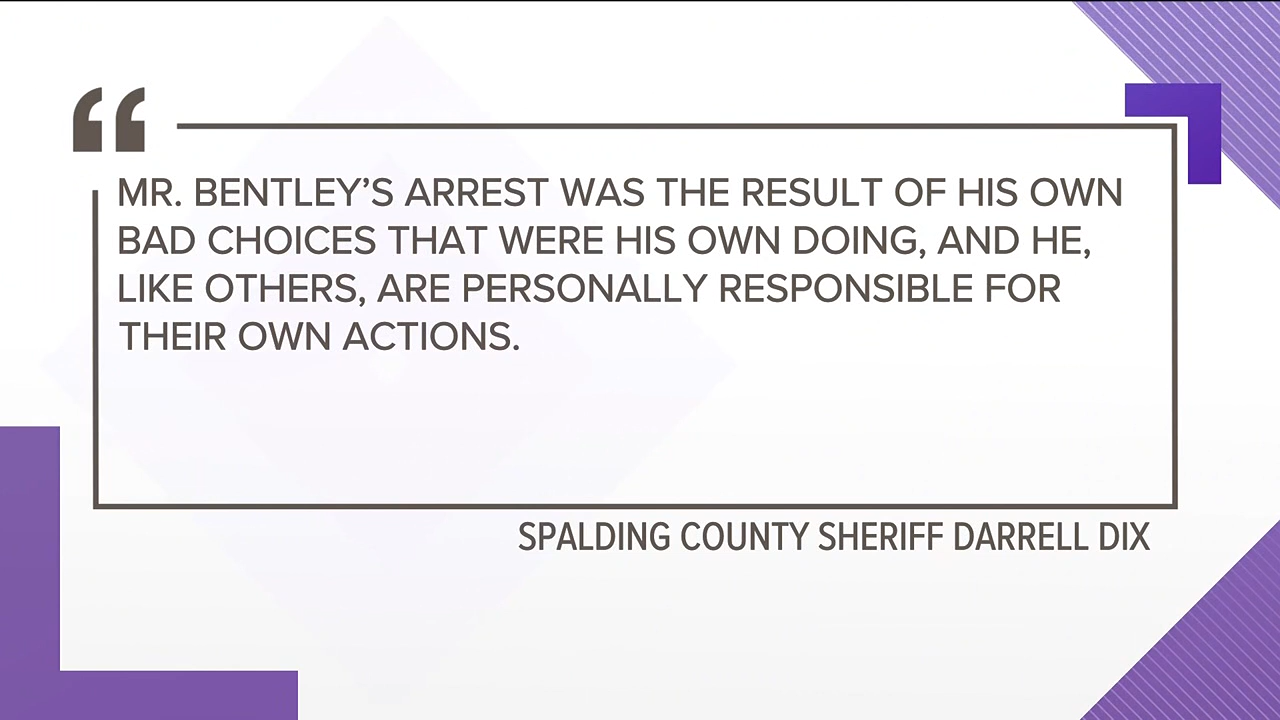 “
MR. BENTLEY’S ARREST WAS THE RESULT OF HIS OWN
BAD CHOICES THAT WERE HIS OWN DOING, AND HE,
LIKE OTHERS, ARE PERSONALLY RESPONSIBLE FOR
THEIR OWN ACTIONS.
SPALDING COUNTY SHERIFF DARRELL DIX